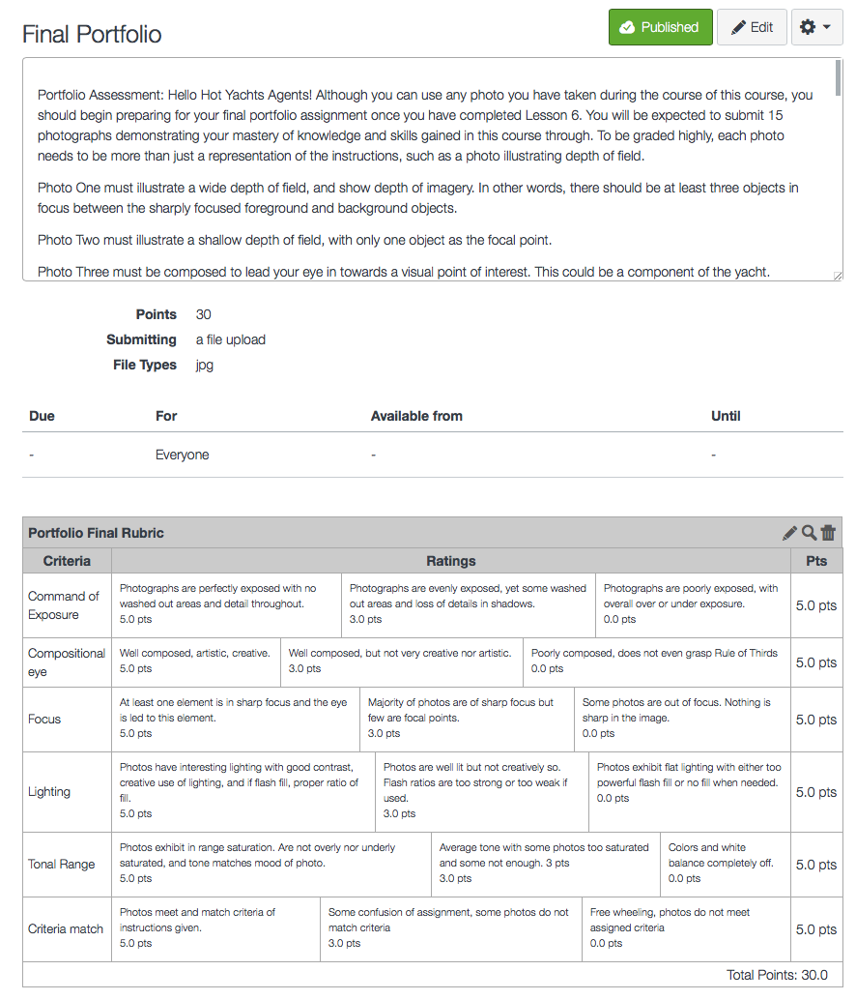 Final Portfolio
Published
Edit
Portfolio Assessment: Hello Hot Yachts Agents! Although you can use any photo you have taken during the course of this course, you
should begin preparing for your final portfolio assignment once you have completed Lesson 6. You will be expected to submit 15
photographs demonstrating your mastery of knowledge and skills gained in this course through. To be graded highly, each photo
needs to be more than just a representation of the instructions, such as a photo illustrating depth of field.
Photo One must illustrate a wide depth of field, and show depth of imagery. In other words, there should be at least three objects in
focus between the sharply focused foreground and background objects.
Photo Two must illustrate a shallow depth of field, with only one object as the focal point.
Photo Three must be composed to lead your eye in towards a visual point of interest. This could be a component of the yacht.
Points 30
Submitting a file upload
File Types jpg
Due For Available from Until
- Everyone - -
Portfolio Final Rubric
Criteria Ratings Pts
Command of
Exposure
Photographs are perfectly exposed with no
washed out areas and detail throughout.
5.0 pts
Photographs are evenly exposed, yet some washed
out areas and loss of details in shadows.
3.0 pts
Photographs are poorly exposed, with
overall over or under exposure.
0.0 pts
5.0 pts
Compositional
eye
Well composed, artistic, creative.
5.0 pts
Well composed, but not very creative nor artistic.
3.0 pts
Poorly composed, does not even grasp Rule of Thirds
0.0 pts
5.0 pts
Focus
At least one element is in sharp focus and the eye
is led to this element.
5.0 pts
Majority of photos are of sharp focus but
few are focal points.
3.0 pts
Some photos are out of focus. Nothing is
sharp in the image.
0.0 pts
5.0 pts
Lighting
Photos have interesting lighting with good contrast,
creative use of lighting, and if flash fill, proper ratio of
fill.
5.0 pts
Photos are well lit but not creatively so.
Flash ratios are too strong or too weak if
used.
3.0 pts
Photos exhibit flat lighting with either too
powerful flash fill or no fill when needed.
0.0 pts
5.0 pts
Tonal Range
Photos exhibit in range saturation. Are not overly nor underly
saturated, and tone matches mood of photo.
5.0 pts
Average tone with some photos too saturated
and some not enough. 3 pts
3.0 pts
Colors and white
balance completely off.
0.0 pts
5.0 pts
Criteria match
Photos meet and match criteria of
instructions given.
5.0 pts
Some confusion of assignment, some photos do not
match criteria
3.0 pts
Free wheeling, photos do not meet
assigned criteria
0.0 pts
5.0 pts
Total Points: 30.0